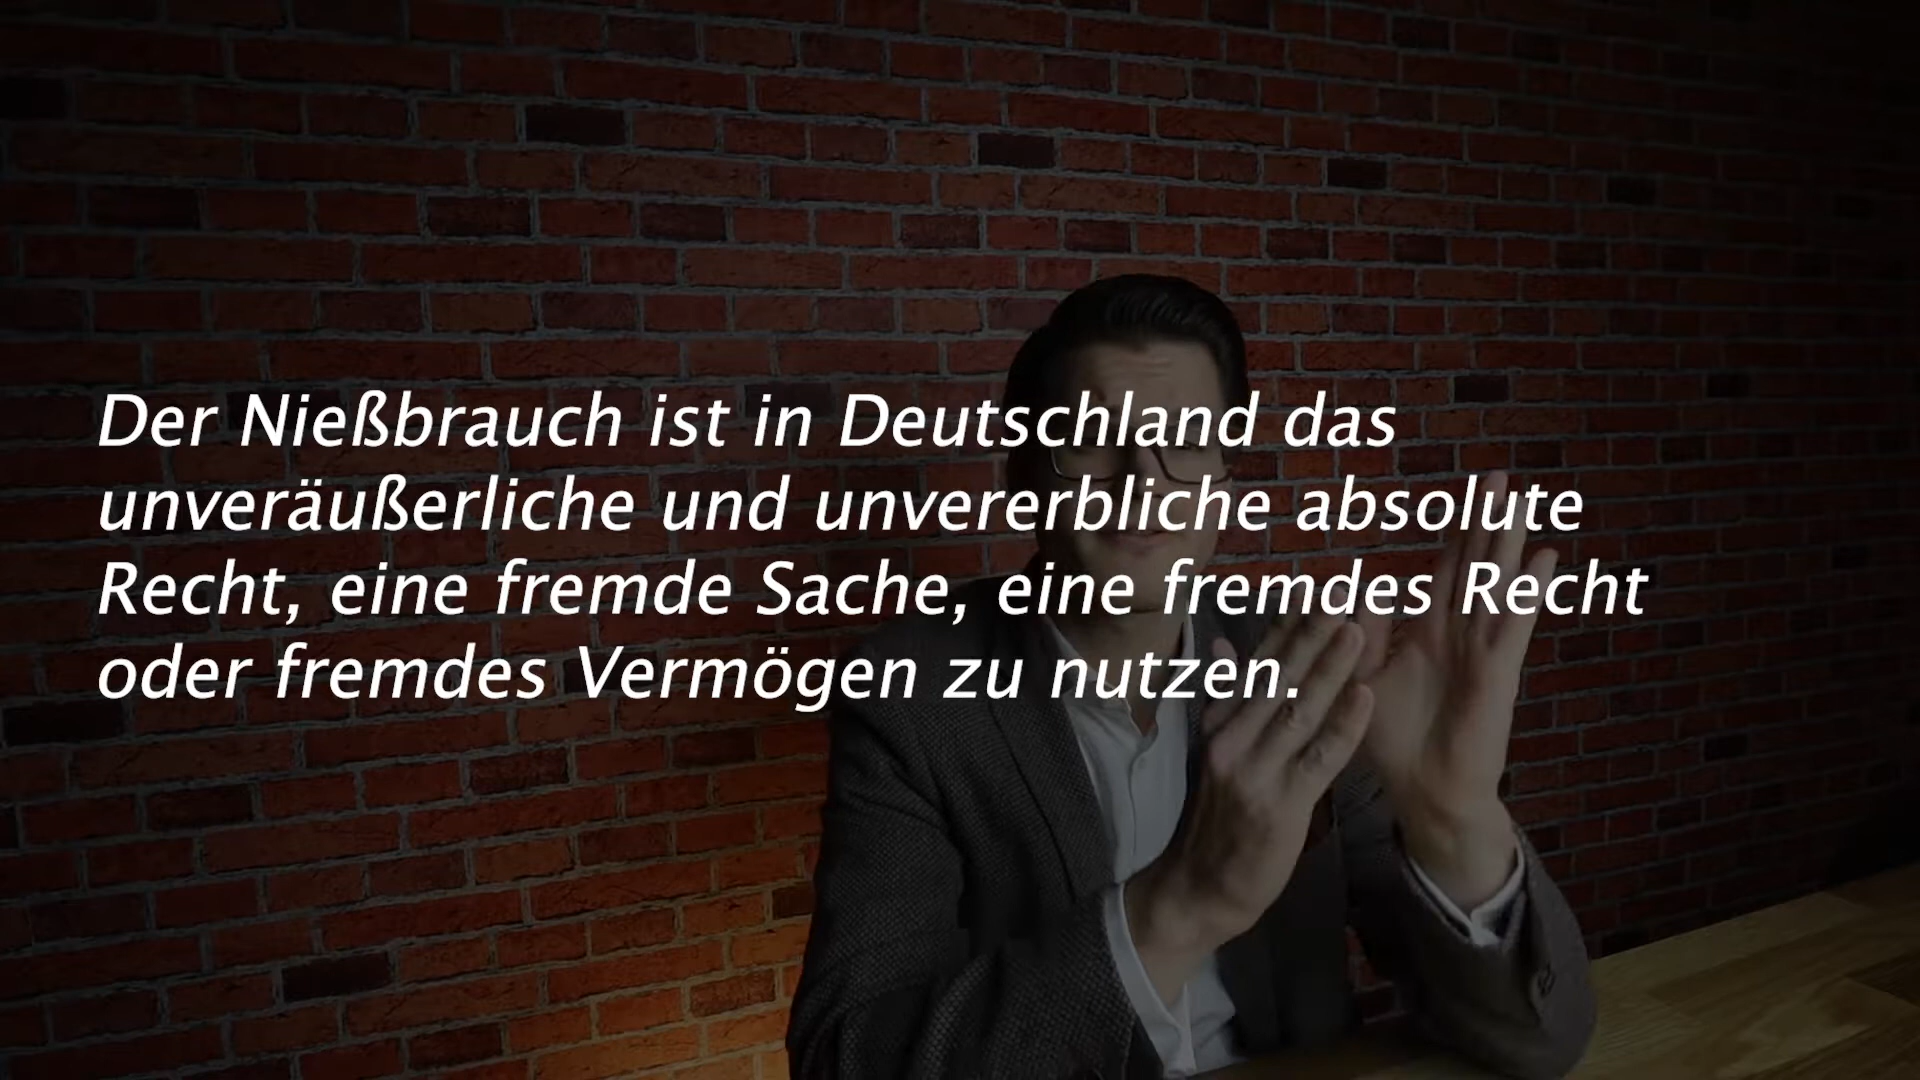 Der Nießbrauch ist in Deutschland das
unveräußerliche und unvererbliche absolute
Recht, eine fremde Sache, eine fremdes Recht
oder fremdes Vermögen zu nutzen.